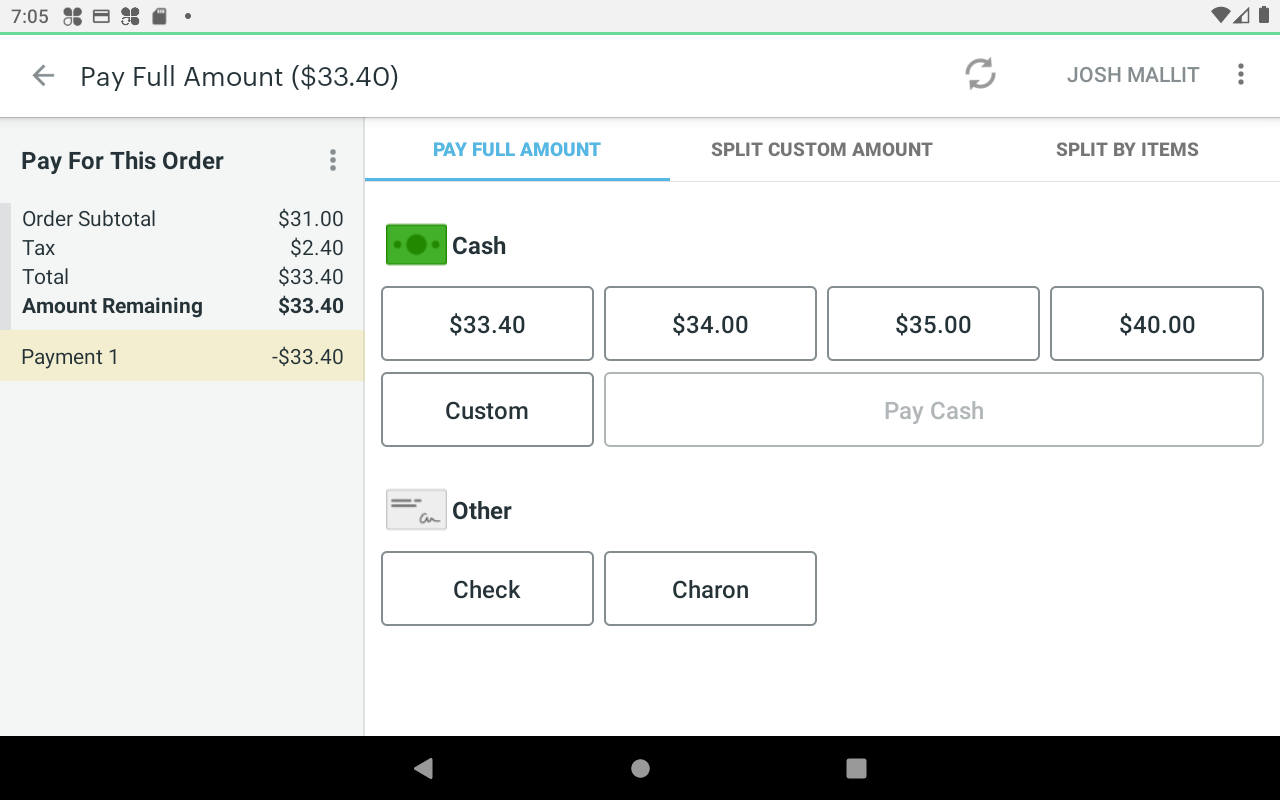 7:05
Pay Full Amount ($33.40)
JOSH MALLIT
Pay For This Order
Order Subtotal $31.00
Tax $2.40
Total $33.40
Amount Remaining $33.40
Payment 1 -$33.40
PAY FULL AMOUNT
SPLIT CUSTOM AMOUNT
SPLIT BY ITEMS
Cash
$33.40
$34.00
$35.00
$40.00
Custom
Pay Cash
Other
Check
Charon